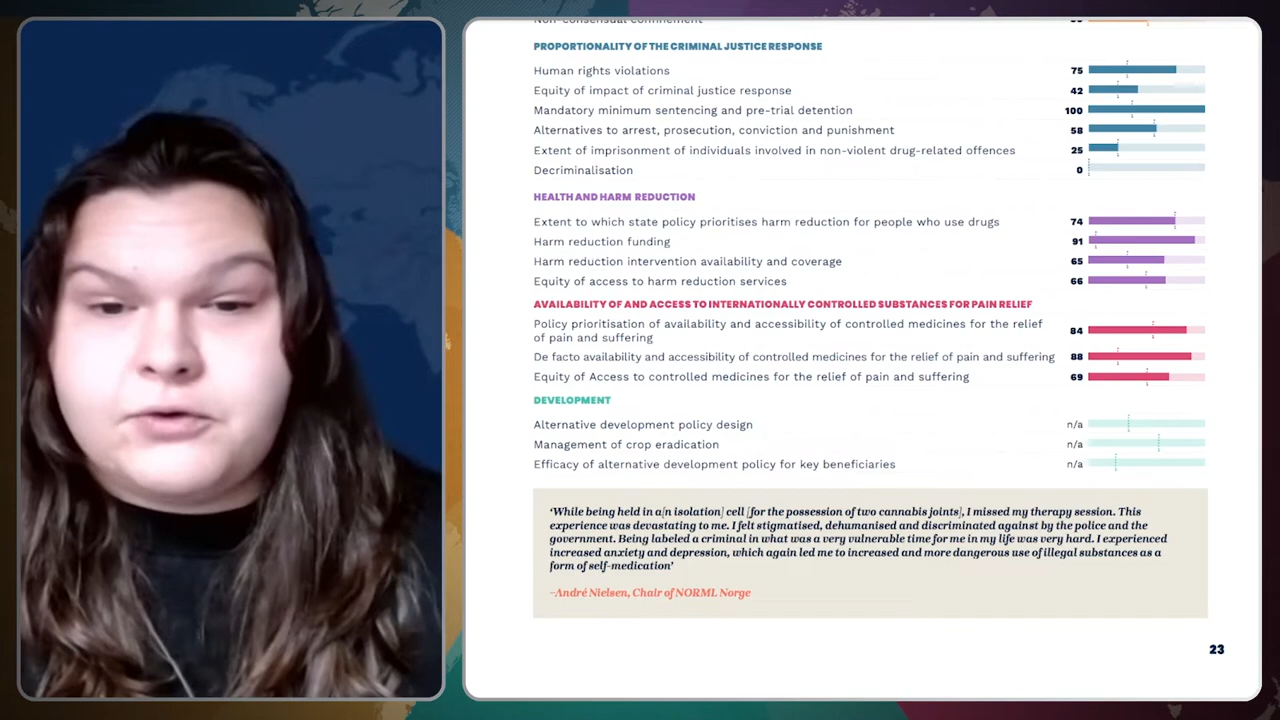 Non-consensual confinement
PROPORTIONALITY OF THE CRIMINAL JUSTICE RESPONSE
Human rights violations 75
Equity of impact of criminal justice response 42
Mandatory minimum sentencing and pre-trial detention 100
Alternatives to arrest, prosecution, conviction and punishment 58
Extent of imprisonment of individuals involved in non-violent drug-related offences 25
Decriminalisation 0
HEALTH AND HARM REDUCTION
Extent to which state policy prioritises harm reduction for people who use drugs 74
Harm reduction funding 91
Harm reduction intervention availability and coverage 65
Equity of access to harm reduction services 66
AVAILABILITY OF AND ACCESS TO INTERNATIONALLY CONTROLLED SUBSTANCES FOR PAIN RELIEF
Policy prioritisation of availability and accessibility of controlled medicines for the relief
of pain and suffering 84
De facto availability and accessibility of controlled medicines for the relief of pain and suffering 88
Equity of Access to controlled medicines for the relief of pain and suffering 69
DEVELOPMENT
Alternative development policy design n/a
Management of crop eradication n/a
Efficacy of alternative development policy for key beneficiaries n/a
‘While being held in a[n isolation] cell [for the possession of two cannabis joints], I missed my therapy session. This
experience was devastating to me. I felt stigmatised, dehumanised and discriminated against by the police and the
government. Being labeled a criminal in what was a very vulnerable time for me in my life was very hard. I experienced
increased anxiety and depression, which again led me to increased and more dangerous use of illegal substances as a
form of self-medication’
–André Nielsen, Chair of NORML Norge
23